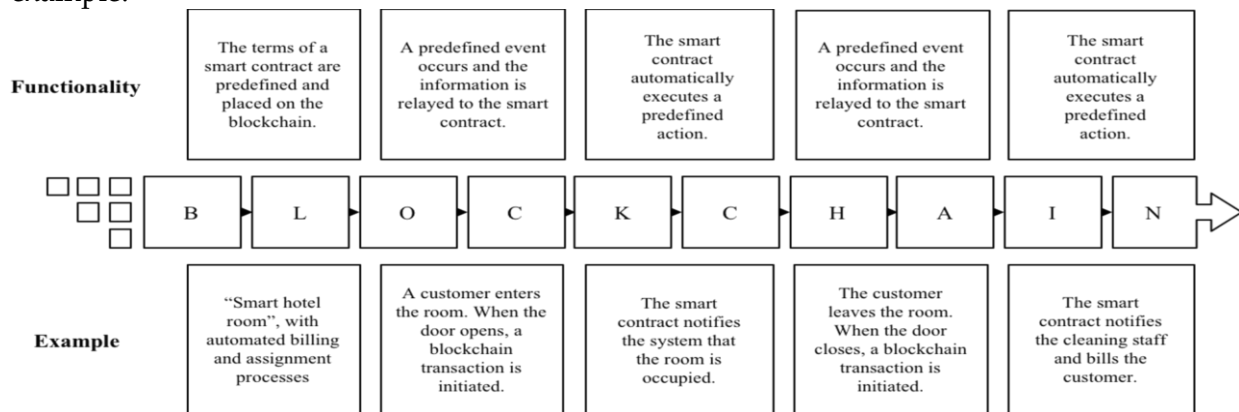 example.
The terms of a
smart contract are
predefined and
placed on the
blockchain.
A predefined event
occurs and the
information is
relayed to the smart
contract.
The smart
contract
automatically
executes a
predefined
action.
A predefined event
occurs and the
information is
relayed to the smart
contract.
The smart
contract
automatically
executes a
predefined
action.
Functionality
B L O C K C H A I N
Example
“Smart hotel
room”, with
automated billing
and assignment
processes
A customer enters
the room. When the
door opens, a
blockchain
transaction is
initiated.
The smart
contract notifies
the system that
the room is
occupied.
The customer
leaves the room.
When the door
closes, a blockchain
transaction is
initiated.
The smart
contract notifies
the cleaning staff
and bills the
customer.